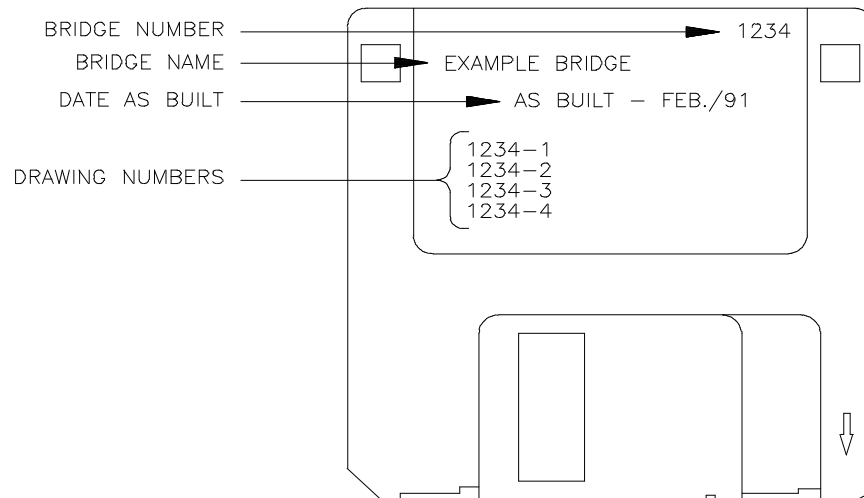 BRIDGE NUMBER 1234
BRIDGE NAME EXAMPLE BRIDGE
DATE AS BUILT AS BUILT - FEB./91
DRAWING NUMBERS
1234-1
1234-2
1234-3
1234-4